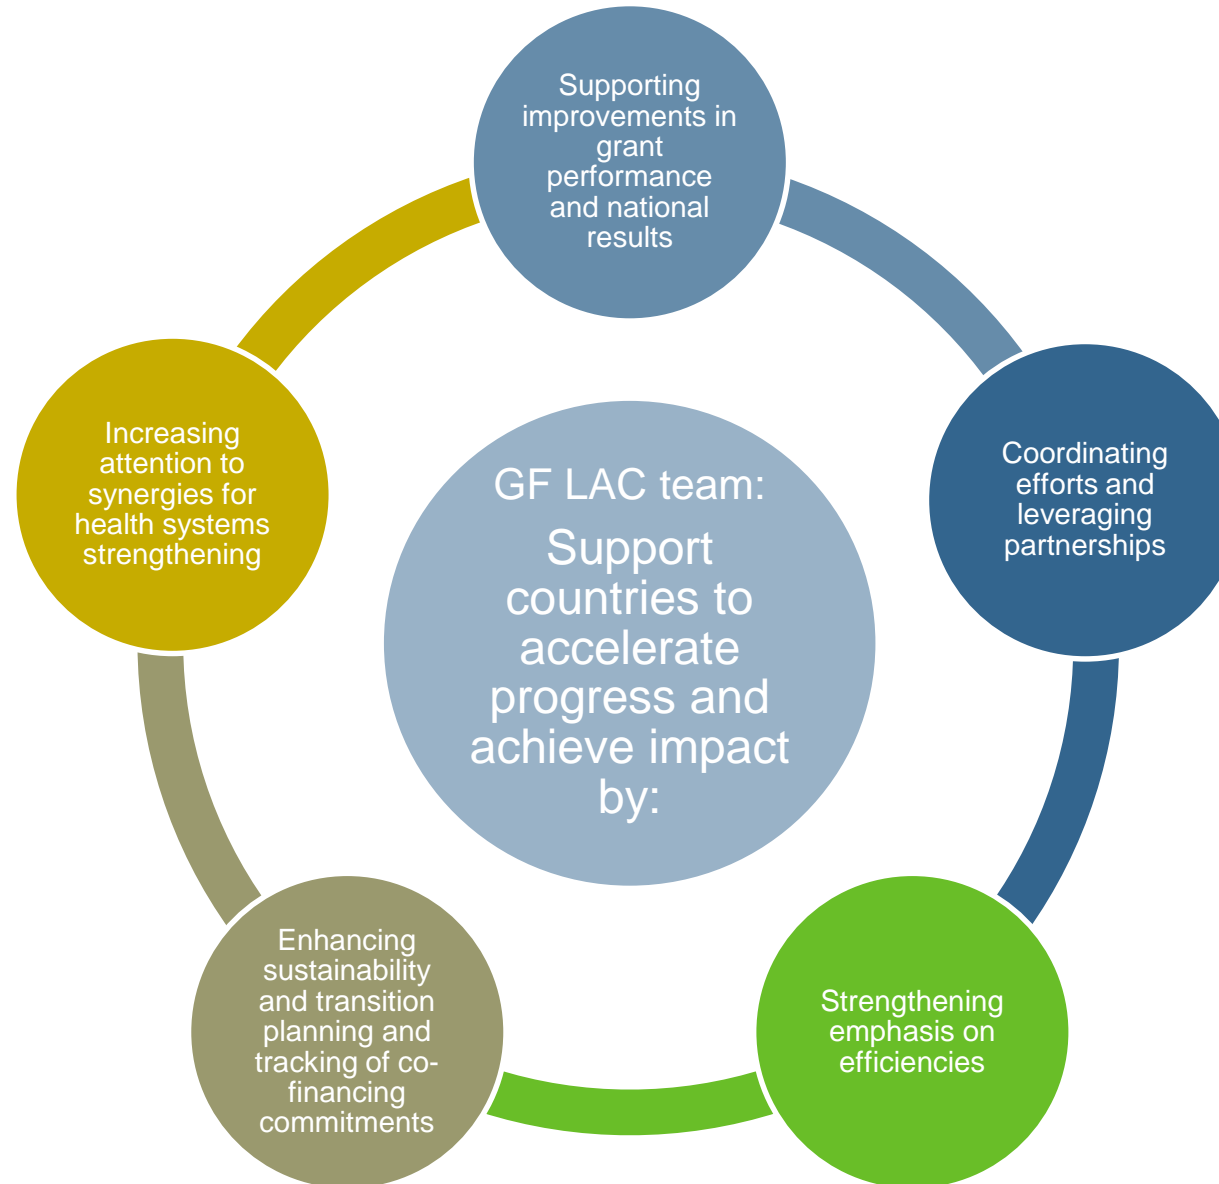 Supporting
improvements in
grant
performance
and national
results
Increasing
attention to
synergies for
health systems
strengthening
GF LAC team:
Support
countries to
accelerate
progress and
achieve impact
by:
Coordinating
efforts and
leveraging
partnerships
Enhancing
sustainability
and transition
planning and
tracking of co-
financing
commitments
Strengthening
emphasis on
efficiencies